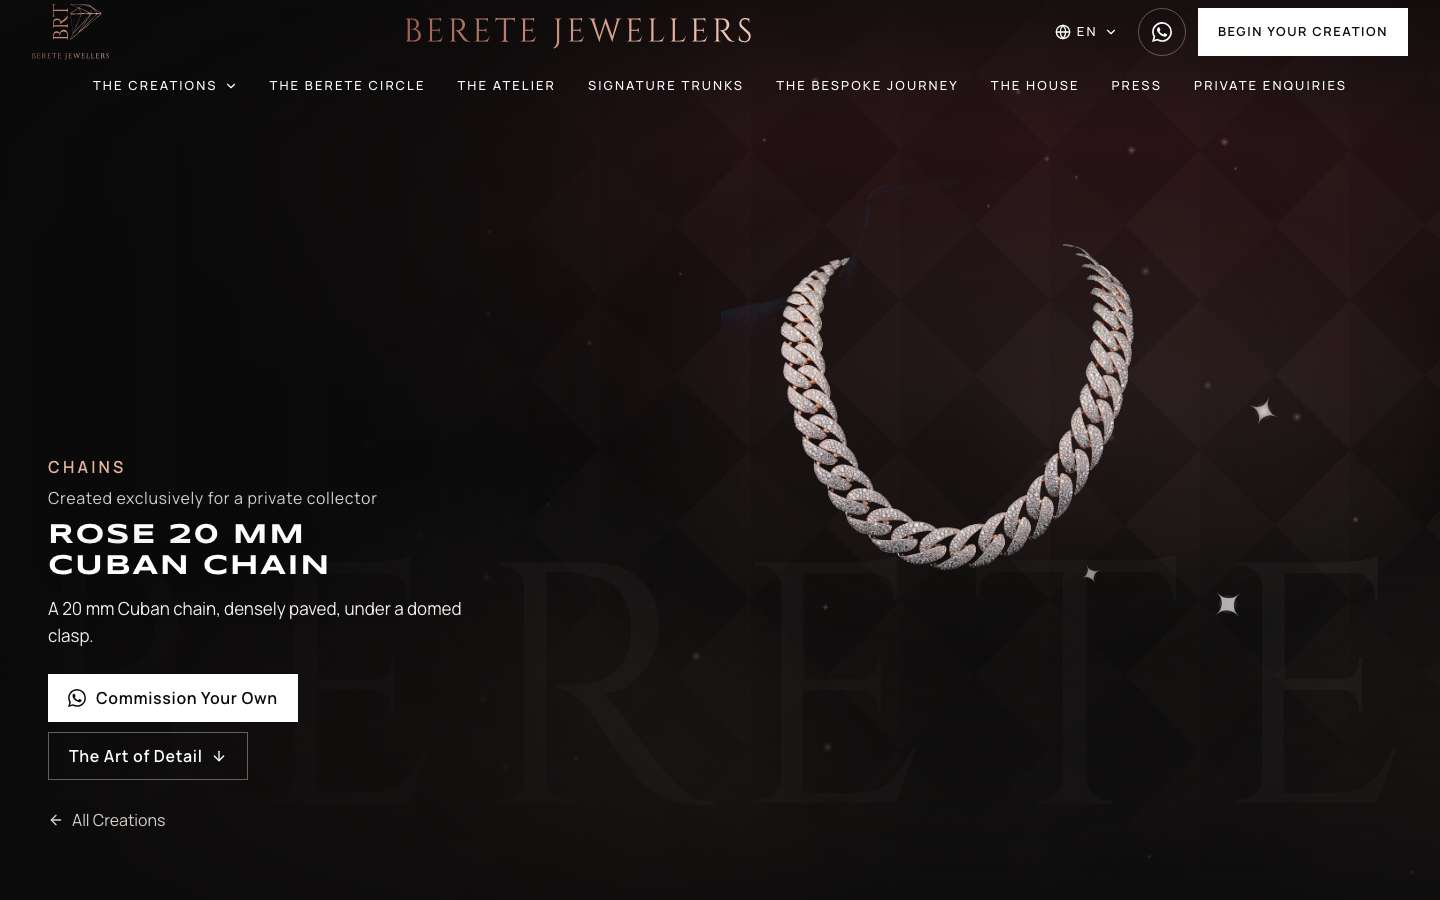 BRT
BERETE JEWELLERS
BERETE JEWELLERS
EN
BEGIN YOUR CREATION
THE CREATIONS
THE BERETE CIRCLE
THE ATELIER
SIGNATURE TRUNKS
THE BESPOKE JOURNEY
THE HOUSE
PRESS
PRIVATE ENQUIRIES
CHAINS
Created exclusively for a private collector
ROSE 20 MM
CUBAN CHAIN
A 20 mm Cuban chain, densely paved, under a domed
clasp.
Commission Your Own
The Art of Detail
All Creations
BERETE